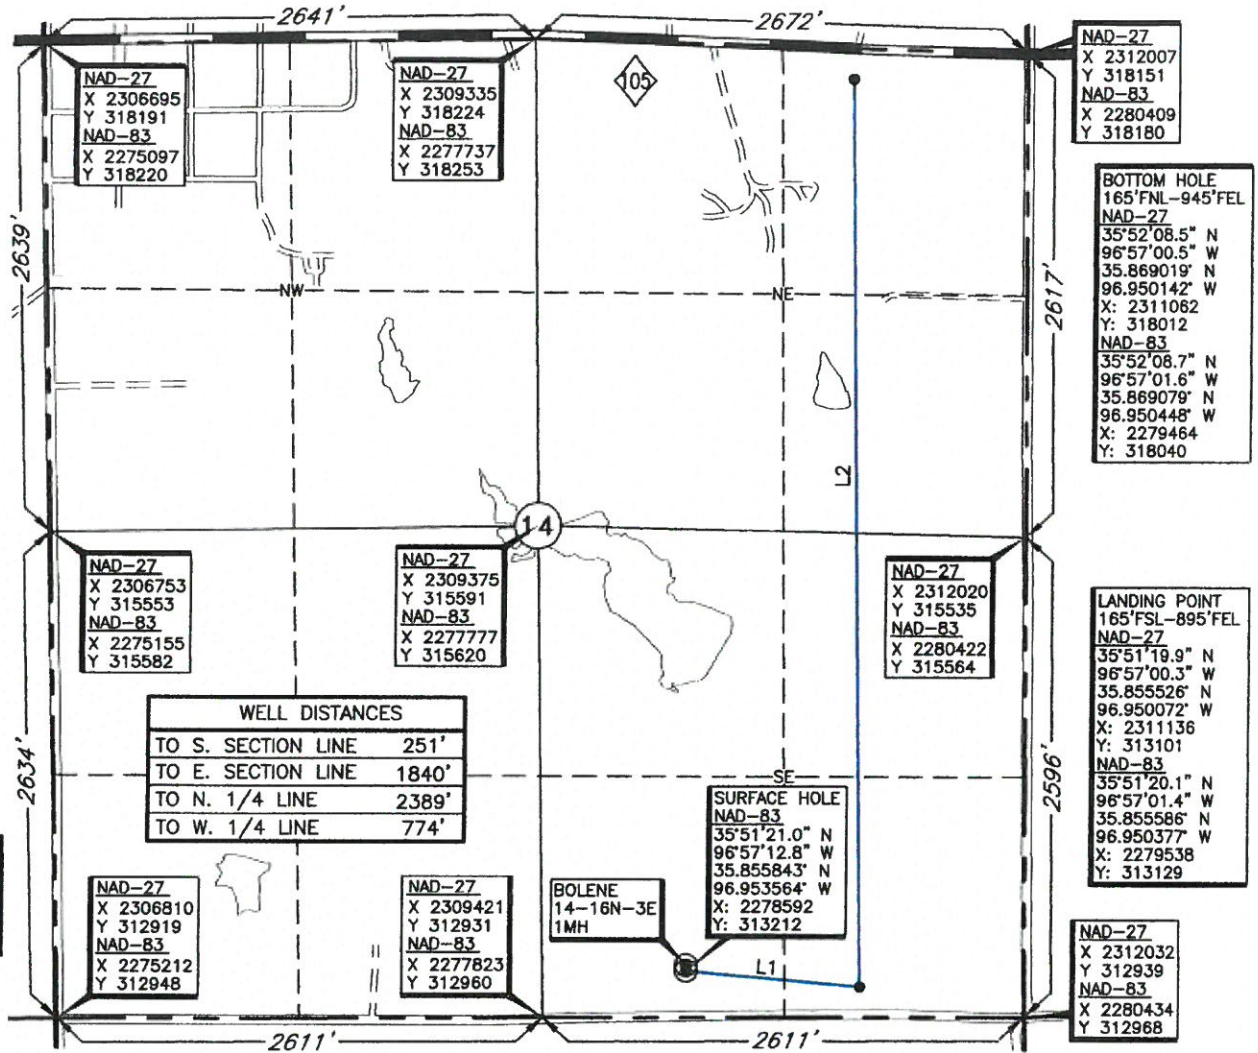 2641'
2672'
NAD-27
X 2306695
Y 318191
NAD-83
X 2275097
Y 318220
NAD-27
X 2309335
Y 318224
NAD-83
X 2277737
Y 318253
105
NAD-27
X 2312007
Y 318151
NAD-83
X 2280409
Y 318180
BOTTOM HOLE
165'FNL-945'FEL
NAD-27
35°52'08.5" N
96°57'00.5" W
35.869019° N
96.950142° W
X: 2311062
Y: 318012
NAD-83
35°52'08.7" N
96°57'01.6" W
35.869079° N
96.950448° W
X: 2279464
Y: 318040
2639'
NW
NE
2617'
L2
14
NAD-27
X 2306753
Y 315553
NAD-83
X 2275155
Y 315582
NAD-27
X 2309375
Y 315591
NAD-83
X 2277777
Y 315620
NAD-27
X 2312020
Y 315535
NAD-83
X 2280422
Y 315564
LANDING POINT
165'FSL-895'FEL
NAD-27
35°51'19.9" N
96°57'00.3" W
35.855526° N
96.950072° W
X: 2311136
Y: 313101
NAD-83
35°51'20.1" N
96°57'01.4" W
35.855586° N
96.950377° W
X: 2279538
Y: 313129
WELL DISTANCES
TO S. SECTION LINE 251'
TO E. SECTION LINE 1840'
TO N. 1/4 LINE 2389'
TO W. 1/4 LINE 774'
2634'
SE
2596'
SURFACE HOLE
NAD-83
35°51'21.0" N
96°57'12.8" W
35.855843° N
96.953564° W
X: 2278592
Y: 313212
BOLENE
14-16N-3E
1MH
L1
NAD-27
X 2306810
Y 312919
NAD-83
X 2275212
Y 312948
NAD-27
X 2309421
Y 312931
NAD-83
X 2277823
Y 312960
NAD-27
X 2312032
Y 312939
NAD-83
X 2280434
Y 312968
2611'
2611'